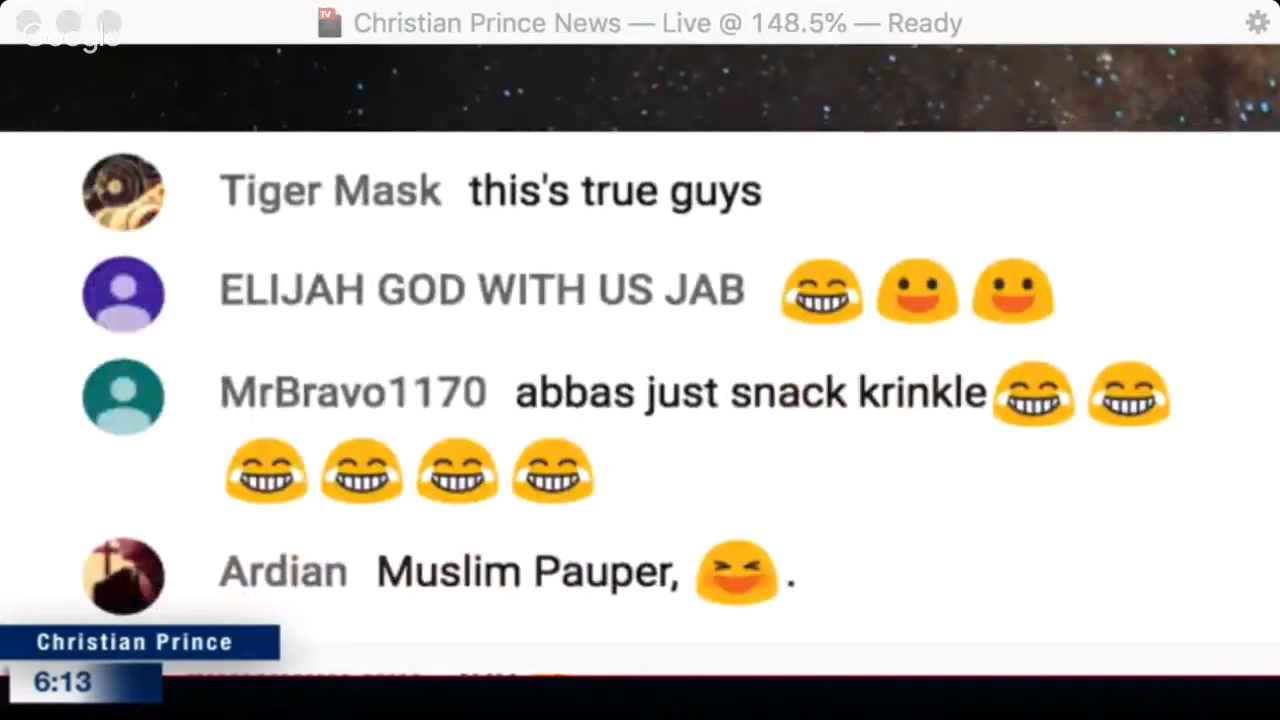 Christian Prince News — Live @ 148.5% — Ready
Google
Tiger Mask this's true guys
ELIJAH GOD WITH US JAB 😂😃😃
MrBravo1170 abbas just snack krinkle😂😂
😂😂😂😂
Ardian Muslim Pauper, 😆.
Christian Prince
6:13